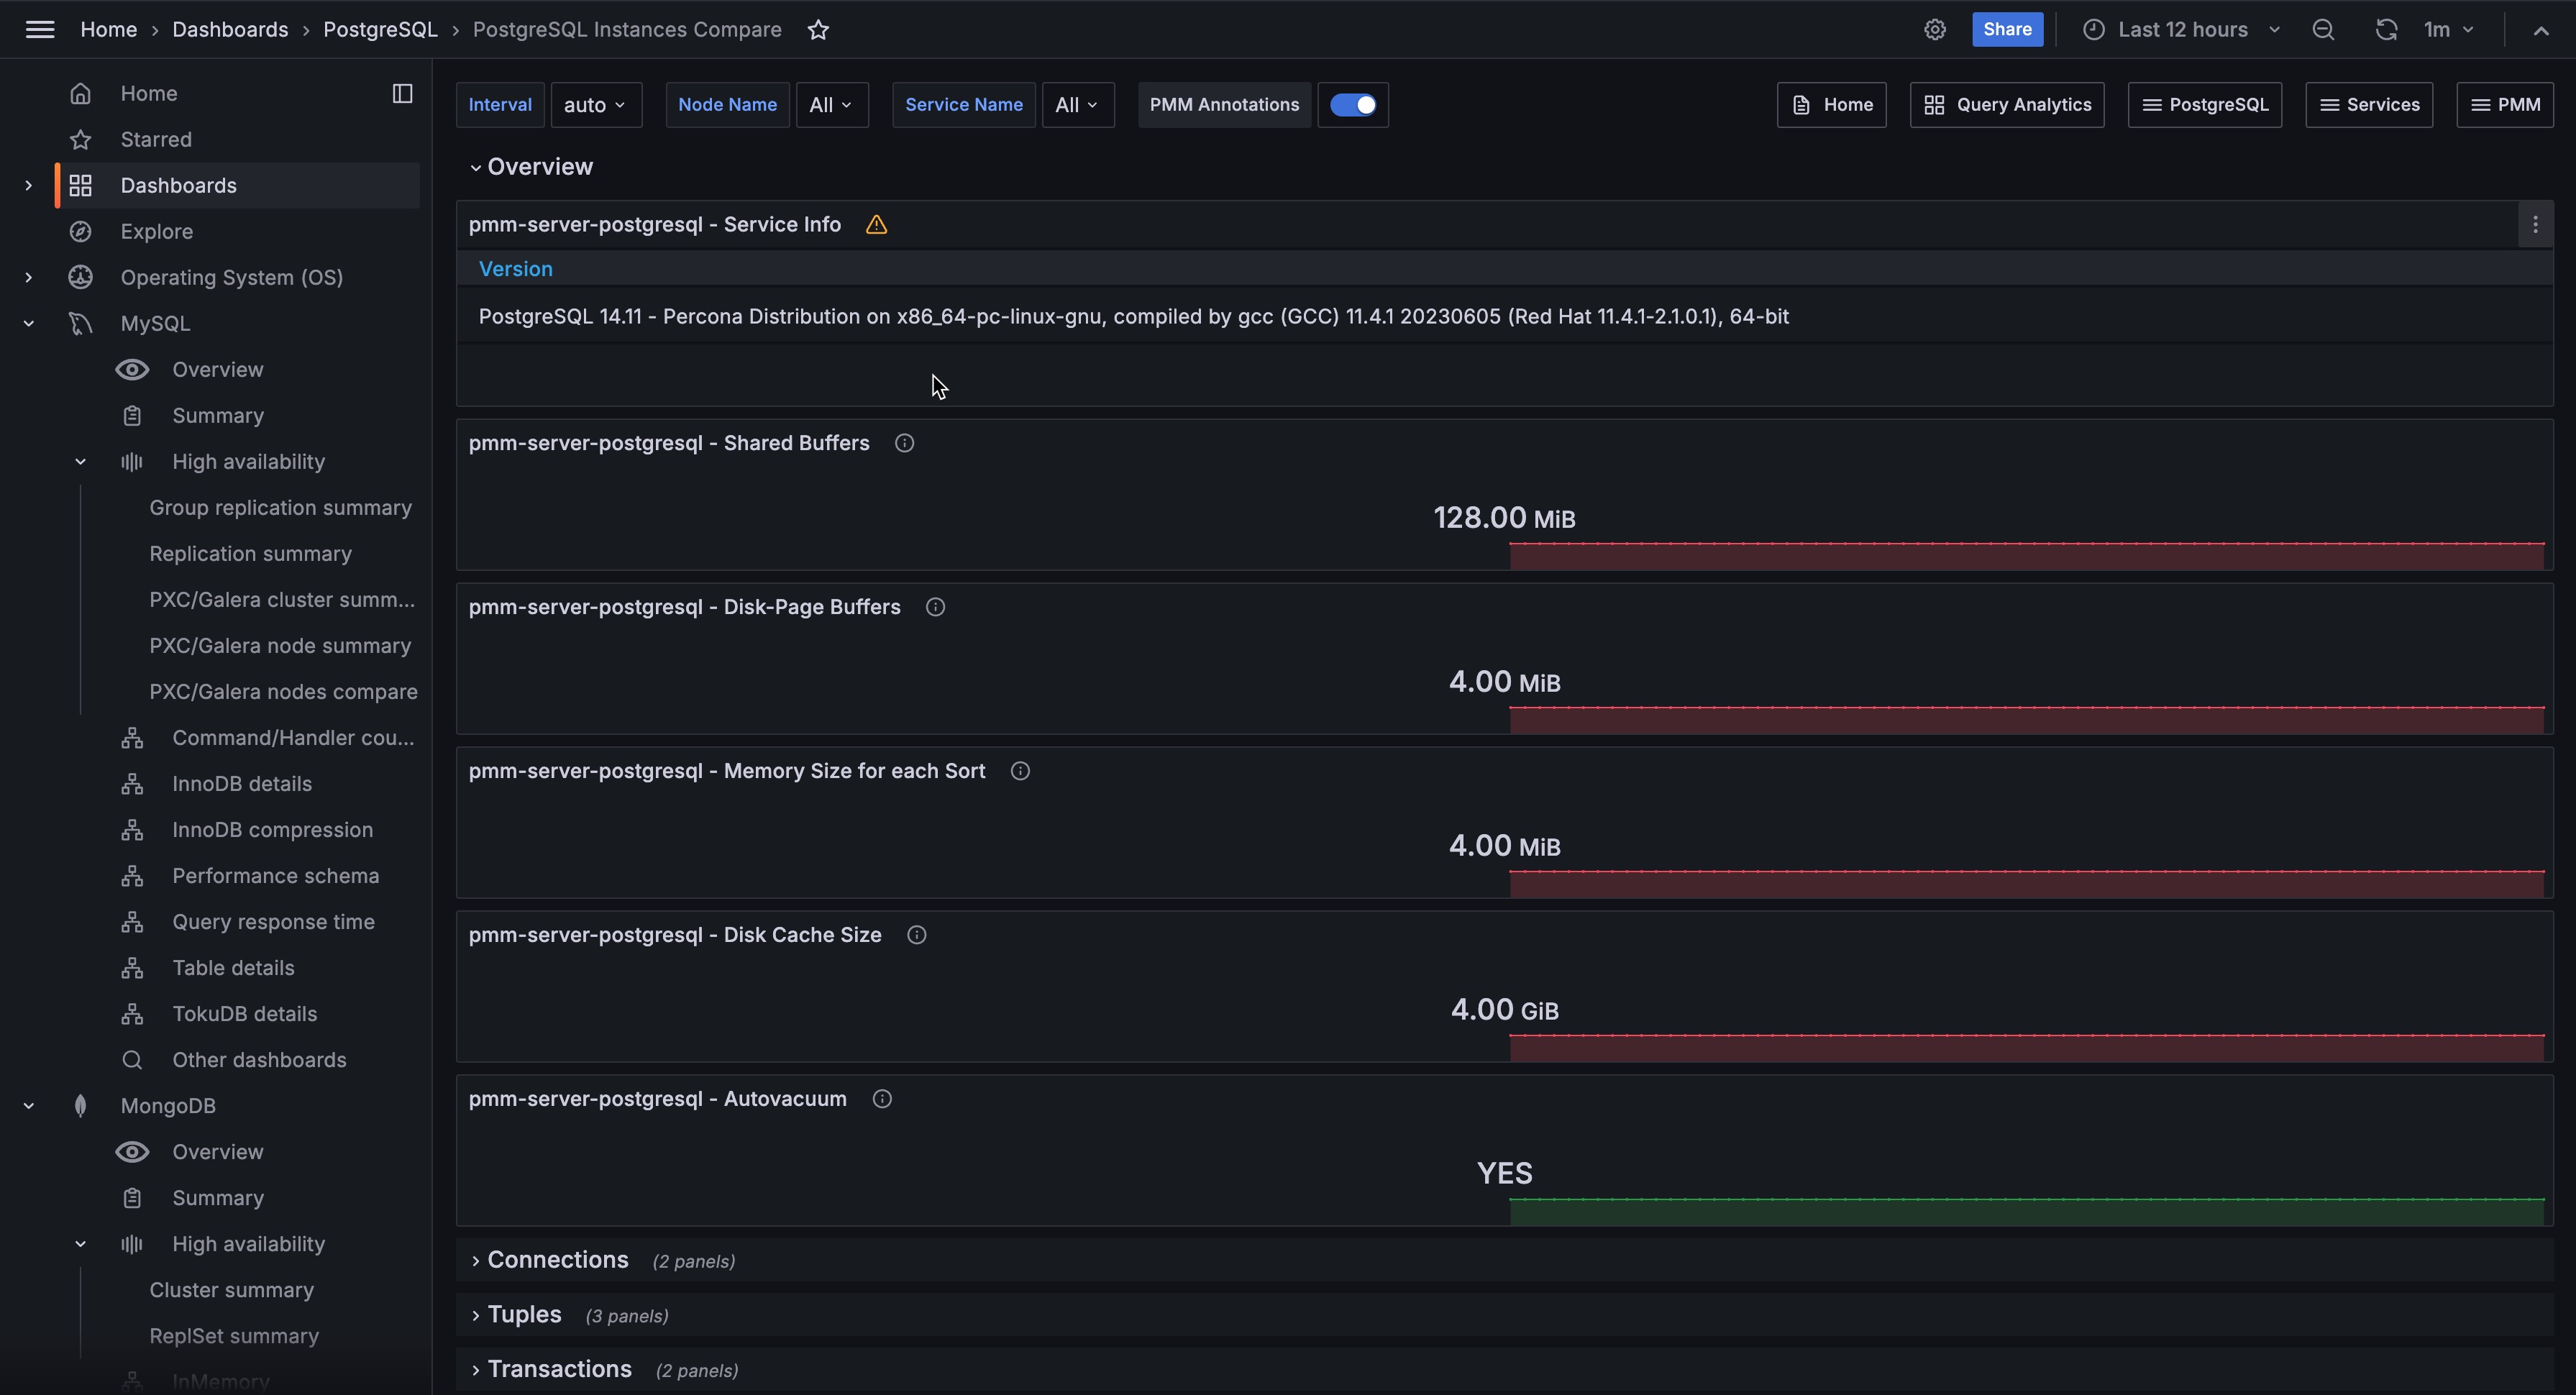 Home › Dashboards › PostgreSQL › PostgreSQL Instances Compare
Share
Last 12 hours
1m
Home
Starred
Dashboards
Explore
Operating System (OS)
MySQL
Overview
Summary
High availability
Group replication summary
Replication summary
PXC/Galera cluster summ...
PXC/Galera node summary
PXC/Galera nodes compare
Command/Handler cou...
InnoDB details
InnoDB compression
Performance schema
Query response time
Table details
TokuDB details
Other dashboards
MongoDB
Overview
Summary
High availability
Cluster summary
ReplSet summary
InMemory
Interval auto
Node Name All
Service Name All
PMM Annotations
Home
Query Analytics
PostgreSQL
Services
PMM
Overview
pmm-server-postgresql - Service Info
Version
PostgreSQL 14.11 - Percona Distribution on x86_64-pc-linux-gnu, compiled by gcc (GCC) 11.4.1 20230605 (Red Hat 11.4.1-2.1.0.1), 64-bit
pmm-server-postgresql - Shared Buffers
128.00 MiB
pmm-server-postgresql - Disk-Page Buffers
4.00 MiB
pmm-server-postgresql - Memory Size for each Sort
4.00 MiB
pmm-server-postgresql - Disk Cache Size
4.00 GiB
pmm-server-postgresql - Autovacuum
YES
Connections (2 panels)
Tuples (3 panels)
Transactions (2 panels)